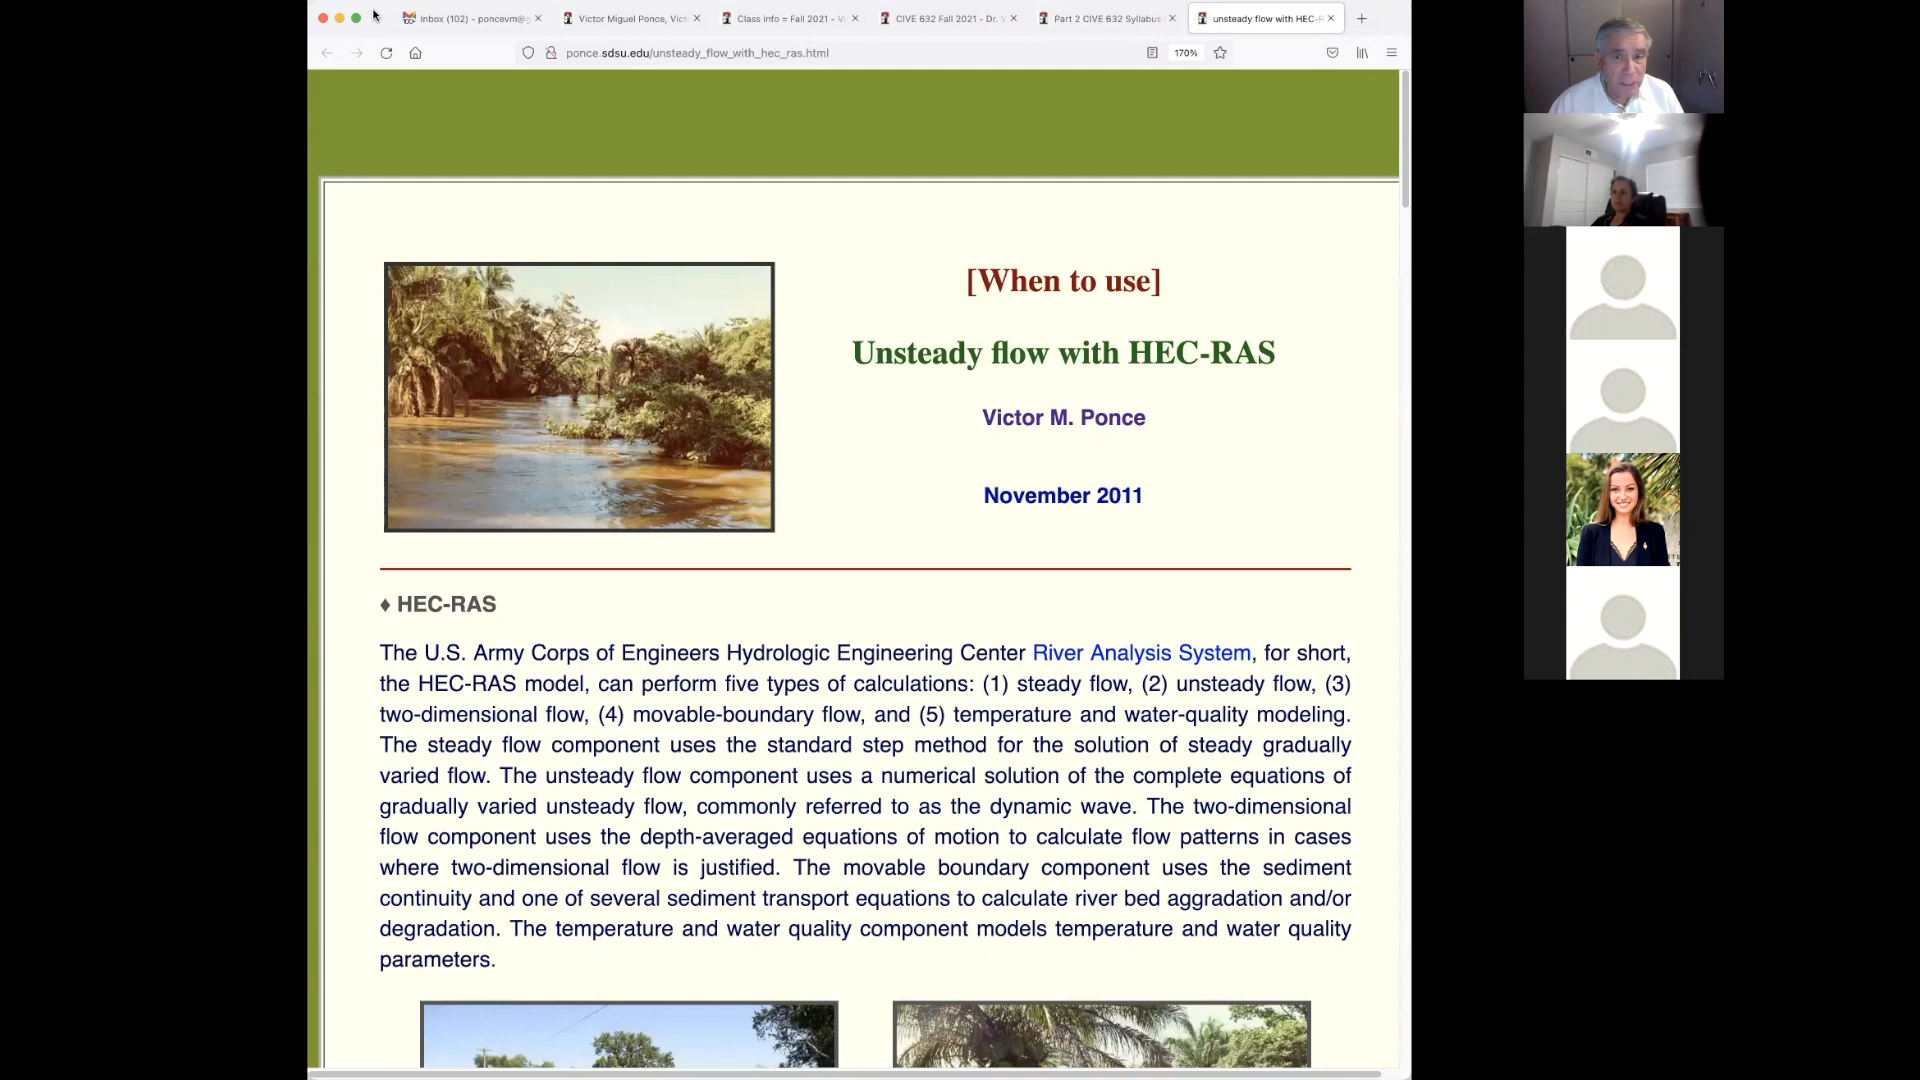 Inbox (102) - poncevm@g
Victor Miguel Ponce, Vict
Class info = Fall 2021 - Vi
CIVE 632 Fall 2021 - Dr. V
Part 2 CIVE 632 Syllabus
unsteady flow with HEC-R
ponce.sdsu.edu/unsteady_flow_with_hec_ras.html
170%
[When to use]
Unsteady flow with HEC-RAS
Victor M. Ponce
November 2011
♦ HEC-RAS
The U.S. Army Corps of Engineers Hydrologic Engineering Center River Analysis System, for short,
the HEC-RAS model, can perform five types of calculations: (1) steady flow, (2) unsteady flow, (3)
two-dimensional flow, (4) movable-boundary flow, and (5) temperature and water-quality modeling.
The steady flow component uses the standard step method for the solution of steady gradually
varied flow. The unsteady flow component uses a numerical solution of the complete equations of
gradually varied unsteady flow, commonly referred to as the dynamic wave. The two-dimensional
flow component uses the depth-averaged equations of motion to calculate flow patterns in cases
where two-dimensional flow is justified. The movable boundary component uses the sediment
continuity and one of several sediment transport equations to calculate river bed aggradation and/or
degradation. The temperature and water quality component models temperature and water quality
parameters.